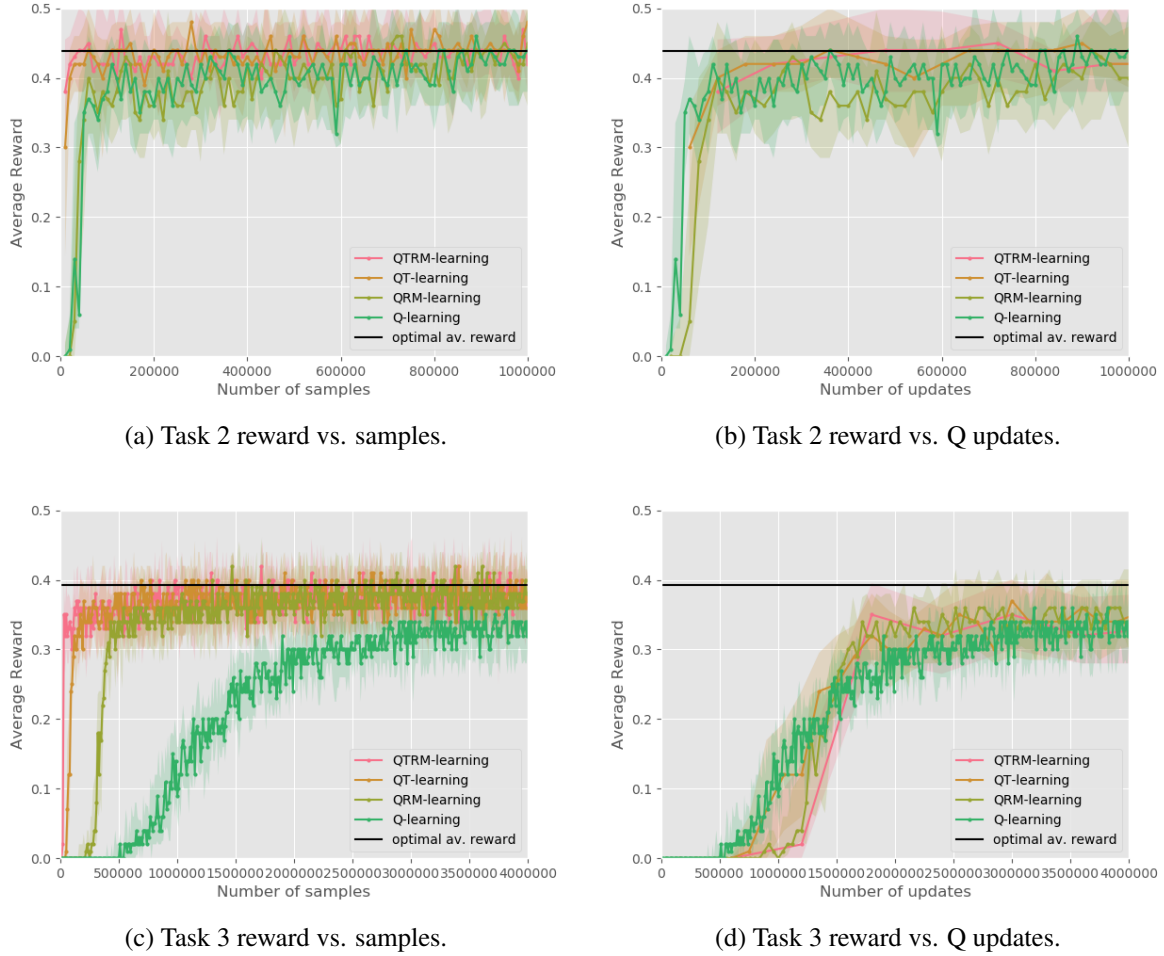 0.5
0.4
0.3
0.2
0.1
0.0
Average Reward
0 200000 400000 600000 800000 1000000
Number of samples
QTRM-learning
QT-learning
QRM-learning
Q-learning
optimal av. reward
(a) Task 2 reward vs. samples.
0.5
0.4
0.3
0.2
0.1
0.0
Average Reward
0 200000 400000 600000 800000 1000000
Number of updates
QTRM-learning
QT-learning
QRM-learning
Q-learning
optimal av. reward
(b) Task 2 reward vs. Q updates.
0.5
0.4
0.3
0.2
0.1
0.0
Average Reward
0 500000 1000000 1500000 2000000 2500000 3000000 3500000 4000000
Number of samples
QTRM-learning
QT-learning
QRM-learning
Q-learning
optimal av. reward
(c) Task 3 reward vs. samples.
0.5
0.4
0.3
0.2
0.1
0.0
Average Reward
0 500000 1000000 1500000 2000000 2500000 3000000 3500000 4000000
Number of updates
QTRM-learning
QT-learning
QRM-learning
Q-learning
optimal av. reward
(d) Task 3 reward vs. Q updates.